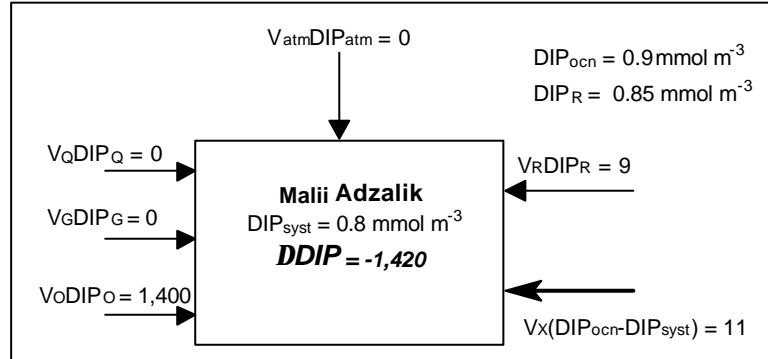 VatmDIPatm = 0
DIPocn = 0.9 mmol m-3
DIPR = 0.85 mmol m-3
VQDIPQ = 0
VGDIPG = 0
VODIPO = 1,400
Malii Adzalik
DIPsyst = 0.8 mmol m-3
DDIP = -1,420
VRDIPR = 9
VX(DIPocn-DIPsyst) = 11